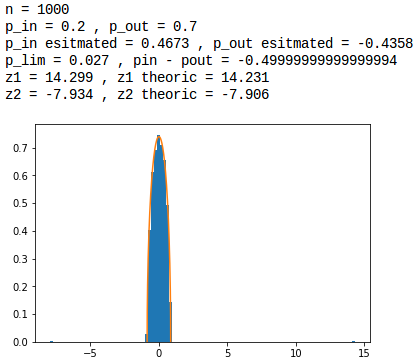 n = 1000
p_in = 0.2 , p_out = 0.7
p_in esitmated = 0.4673 , p_out esitmated = -0.4358
p_lim = 0.027 , pin - pout = -0.49999999999999994
z1 = 14.299 , z1 theoric = 14.231
z2 = -7.934 , z2 theoric = -7.906
0.7
0.6
0.5
0.4
0.3
0.2
0.1
0.0
−5 0 5 10 15